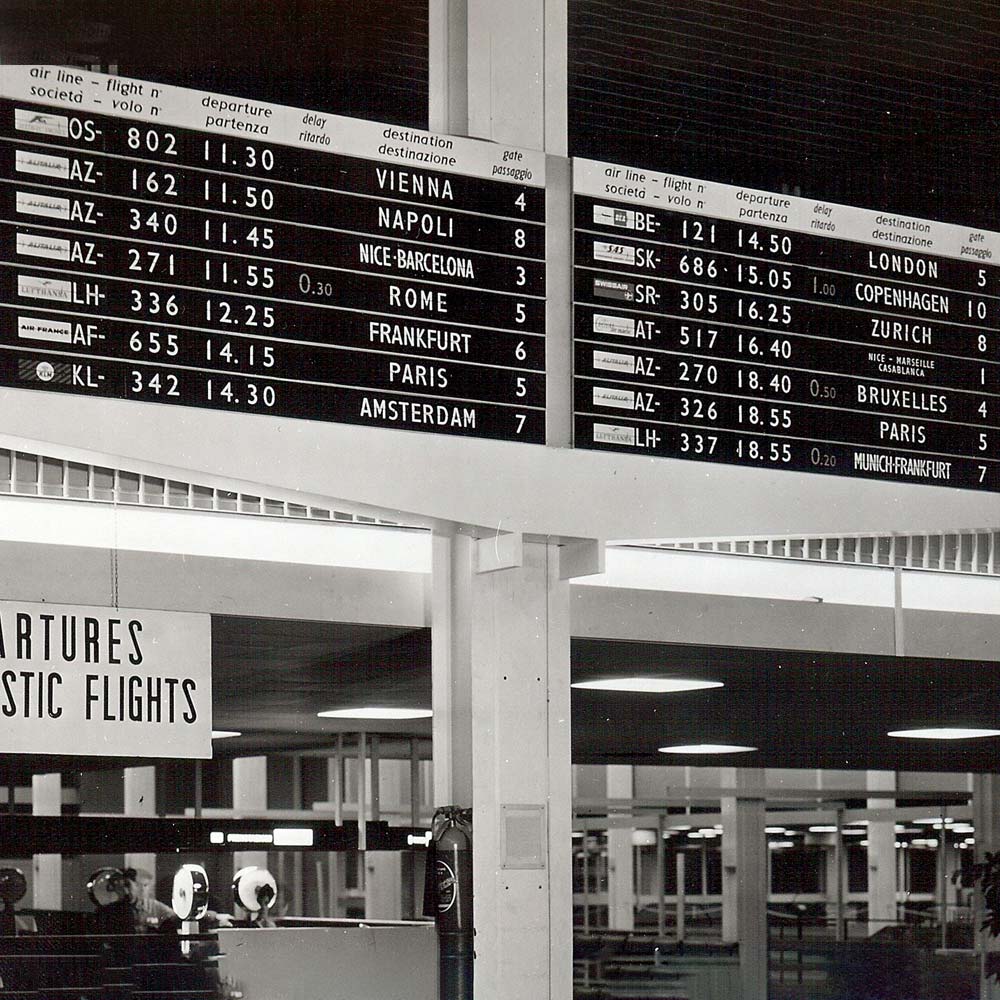 air line - flight n° departure delay destination gate
società - volo n° partenza ritardo destinazione passaggio
OS- 802 11.30 VIENNA 4
ALITALIA AZ- 162 11.50 NAPOLI 8
ALITALIA AZ- 340 11.45 NICE-BARCELONA 3
ALITALIA AZ- 271 11.55 0.30 ROME 5
LUFTHANSA LH- 336 12.25 FRANKFURT 6
AIR FRANCE AF- 655 14.15 PARIS 5
KLM KL- 342 14.30 AMSTERDAM 7
air line - flight n° departure delay destination gate
società - volo n° partenza ritardo destinazione passaggio
BEA BE- 121 14.50 LONDON 5
SAS SK- 686 15.05 1.00 COPENHAGEN 10
SWISSAIR SR- 305 16.25 ZURICH 8
AT- 517 16.40 NICE - MARSEILLE CASABLANCA 1
ALITALIA AZ- 270 18.40 0.50 BRUXELLES 4
ALITALIA AZ- 326 18.55 PARIS 5
LUFTHANSA LH- 337 18.55 0.20 MUNICH-FRANKFURT 7
ARTURES
STIC FLIGHTS